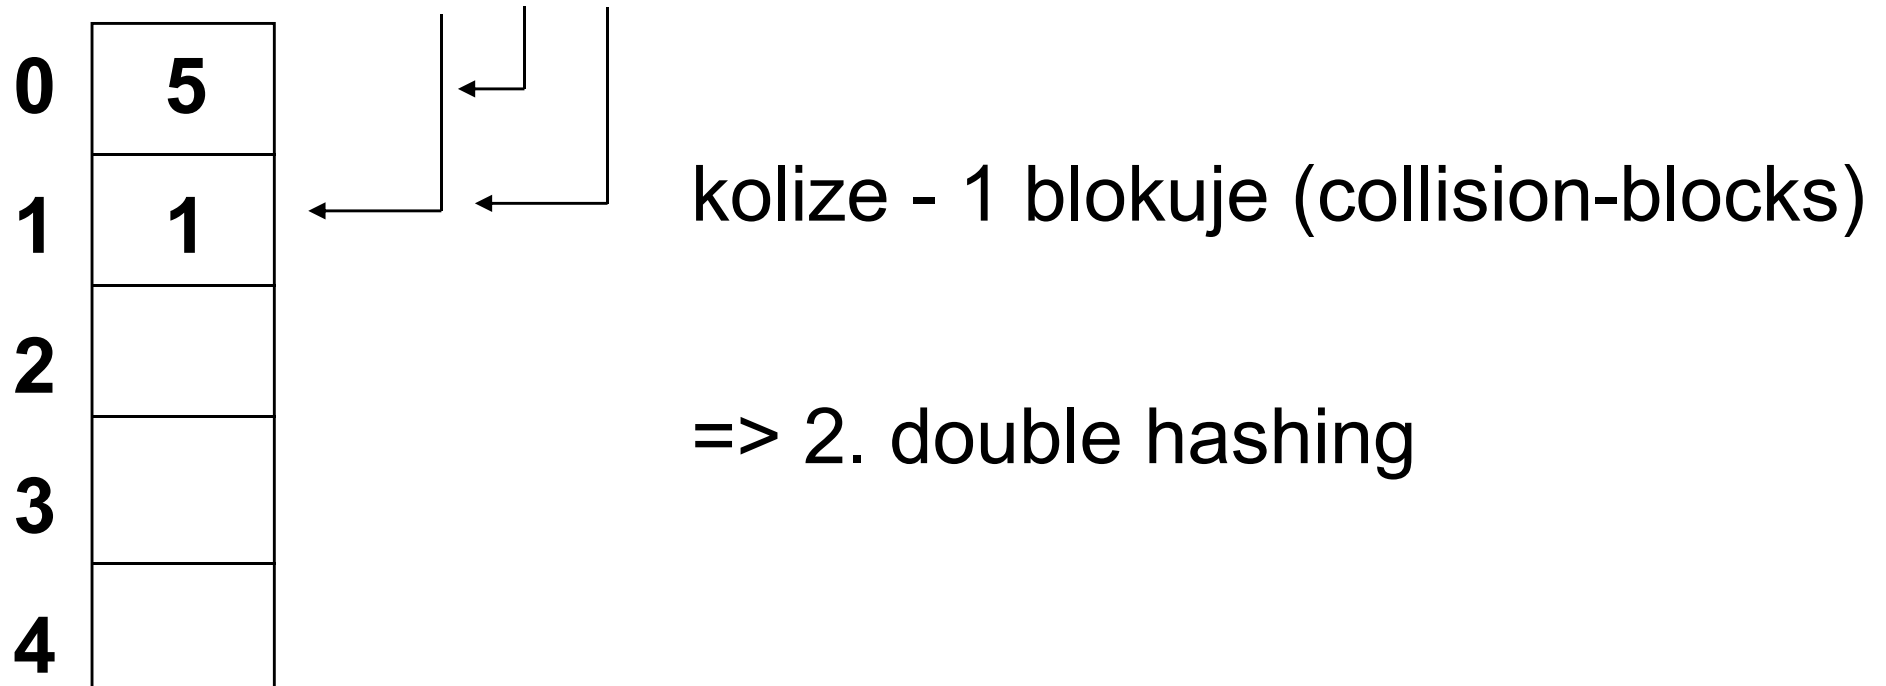 0 5
1 1 kolize - 1 blokuje (collision-blocks)
2
=> 2. double hashing
3
4